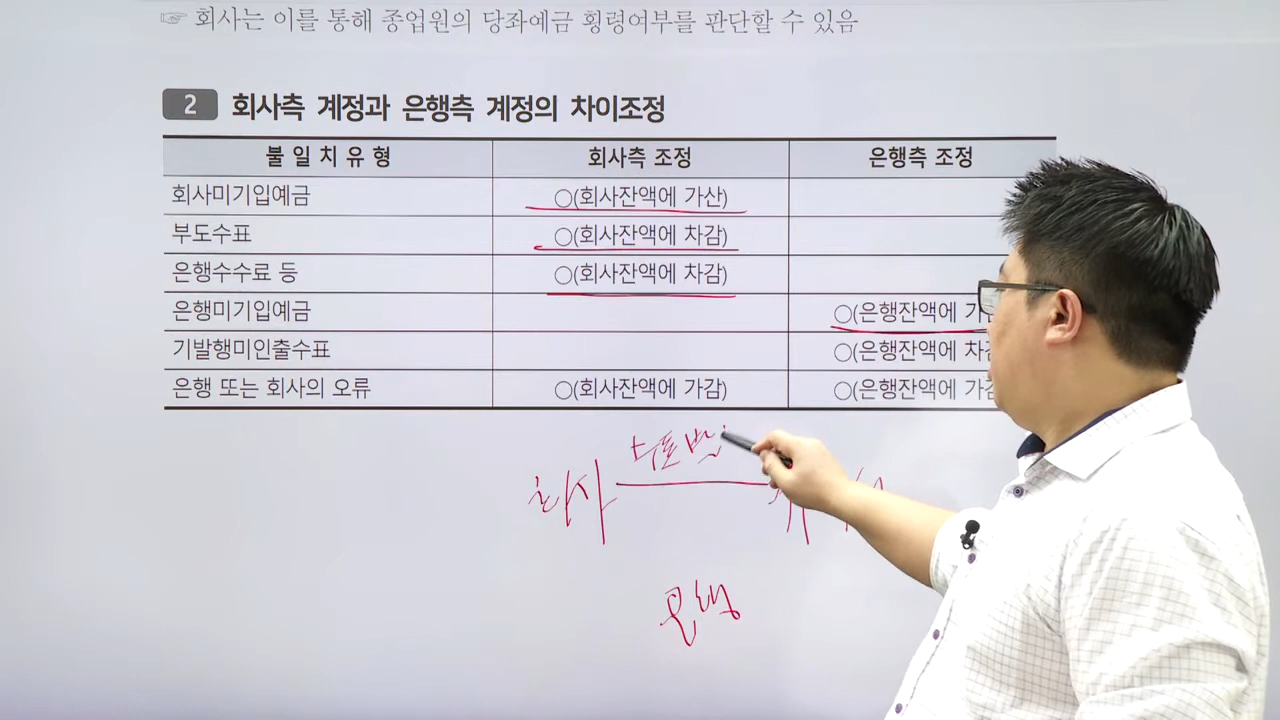 ☞ 회사는 이를 통해 종업원의 당좌예금 횡령여부를 판단할 수 있음
2 회사측 계정과 은행측 계정의 차이조정
불 일 치 유 형 회사측 조정 은행측 조정
회사미기입예금 ○(회사잔액에 가산)
부도수표 ○(회사잔액에 차감)
은행수수료 등 ○(회사잔액에 차감)
은행미기입예금 ○(은행잔액에
기발행미인출수표 ○(은행잔액에
은행 또는 회사의 오류 ○(회사잔액에 가감) ○(은행잔액에
수표
회사
은행